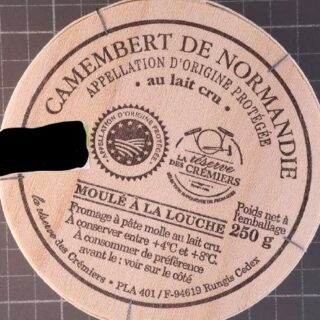 CAMEMBERT DE NORMANDIE
APPELLATION D'ORIGINE PROTÉGÉE
• au lait cru •
APPELLATION D'ORIGINE PROTÉGÉE
LA réserve
DES CRÉMIERS
MOULÉ À LA LOUCHE
Fromage à pâte molle au lait cru.
À conserver entre +4°C et +8°C.
À consommer de préférence
avant le : voir sur le côté
Poids net à
l'emballage
250 g
la réserve des Crémiers • PLA 401 / F-94619 Rungis Cedex